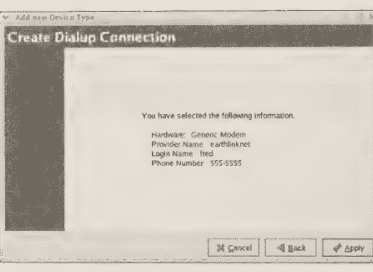 Add new Device Type
Create Dialup Connection
You have selected the following information.
Hardware: Generic Modem
Provider Name earthlinknet
Login Name fred
Phone Number 555-5555
Cancel Back Apply